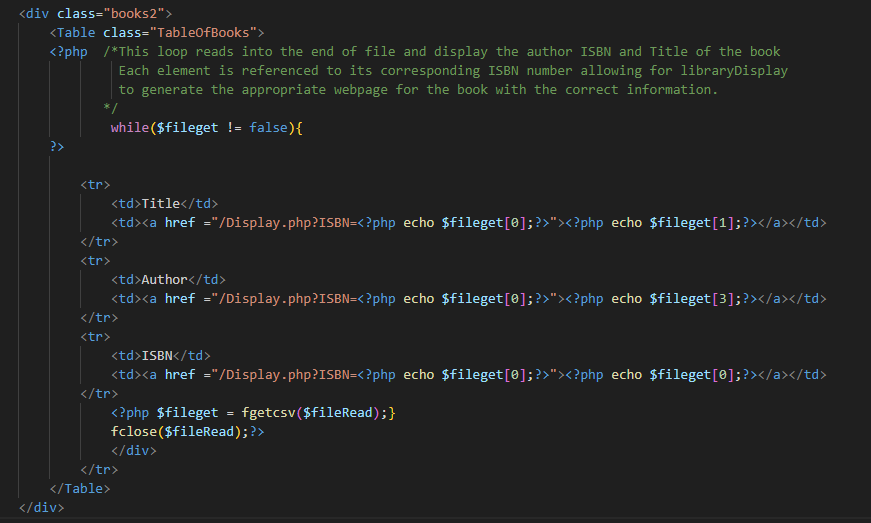 <div class="books2">
<Table class="TableOfBooks">
<?php /*This loop reads into the end of file and display the author ISBN and Title of the book
Each element is referenced to its corresponding ISBN number allowing for libraryDisplay
to generate the appropriate webpage for the book with the correct information.
*/
while($fileget != false){
?>
<tr>
<td>Title</td>
<td><a href ="/Display.php?ISBN=<?php echo $fileget[0];?>"><?php echo $fileget[1];?></a></td>
</tr>
<tr>
<td>Author</td>
<td><a href ="/Display.php?ISBN=<?php echo $fileget[0];?>"><?php echo $fileget[3];?></a></td>
</tr>
<tr>
<td>ISBN</td>
<td><a href ="/Display.php?ISBN=<?php echo $fileget[0];?>"><?php echo $fileget[0];?></a></td>
</tr>
<?php $fileget = fgetcsv($fileRead);}
fclose($fileRead);?>
</div>
</tr>
</Table>
</div>